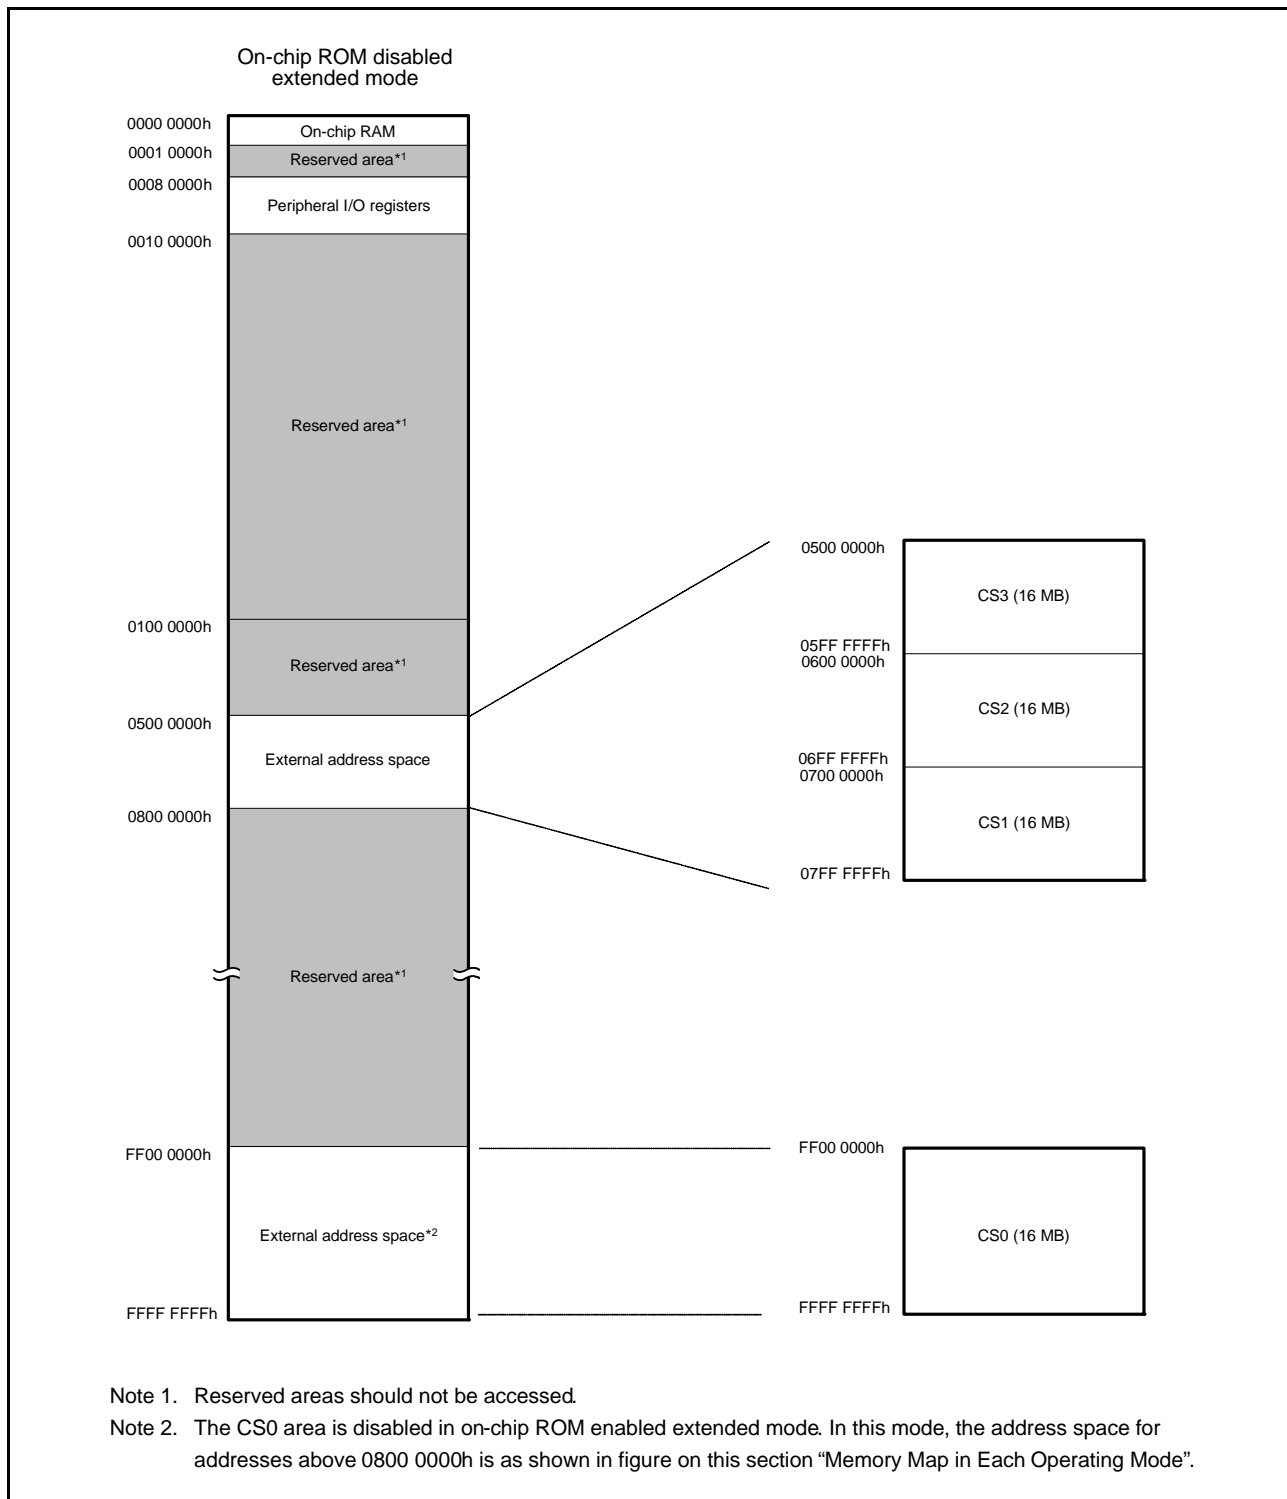 On-chip ROM disabled
extended mode
0000 0000h
On-chip RAM
0001 0000h
Reserved area*1
0008 0000h
Peripheral I/O registers
0010 0000h
Reserved area*1
0100 0000h
Reserved area*1
0500 0000h
External address space
0800 0000h
Reserved area*1
FF00 0000h
External address space*2
FFFF FFFFh
0500 0000h
CS3 (16 MB)
05FF FFFFh
0600 0000h
CS2 (16 MB)
06FF FFFFh
0700 0000h
CS1 (16 MB)
07FF FFFFh
FF00 0000h
CS0 (16 MB)
FFFF FFFFh
Note 1. Reserved areas should not be accessed.
Note 2. The CS0 area is disabled in on-chip ROM enabled extended mode. In this mode, the address space for
addresses above 0800 0000h is as shown in figure on this section “Memory Map in Each Operating Mode”.